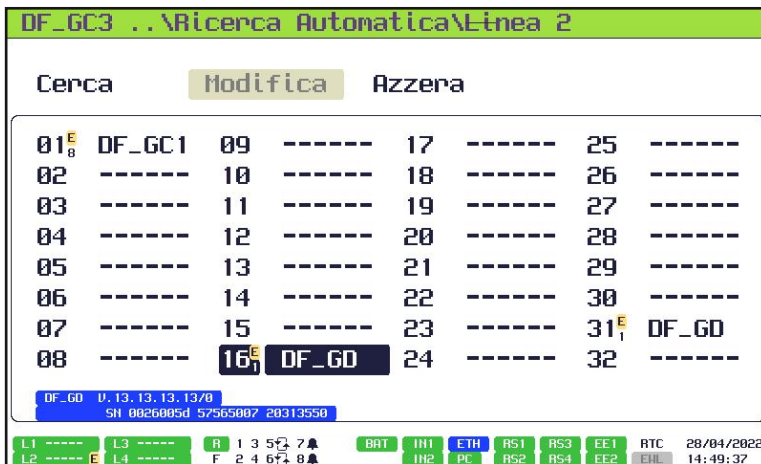 DF_GC3 ..\Ricerca Automatica\Linea 2
Cerca Modifica Azzera
01 E 8 DF_GC1 09 ------ 17 ------ 25 ------
02 ------ 10 ------ 18 ------ 26 ------
03 ------ 11 ------ 19 ------ 27 ------
04 ------ 12 ------ 20 ------ 28 ------
05 ------ 13 ------ 21 ------ 29 ------
06 ------ 14 ------ 22 ------ 30 ------
07 ------ 15 ------ 23 ------ 31 E 1 DF_GD
08 ------ 16 E 1 DF_GD 24 ------ 32 ------
DF_GD V.13.13.13.13/0
SN 0026005d 57565007 20313550
L1 ----- L3 ----- R 1 3 5 7 BAT IN1 ETH RS1 RS3 EE1 RTC 28/04/2022
L2 ----- E L4 ----- F 2 4 6 8 IN2 PC RS2 RS4 EE2 EWL 14:49:37